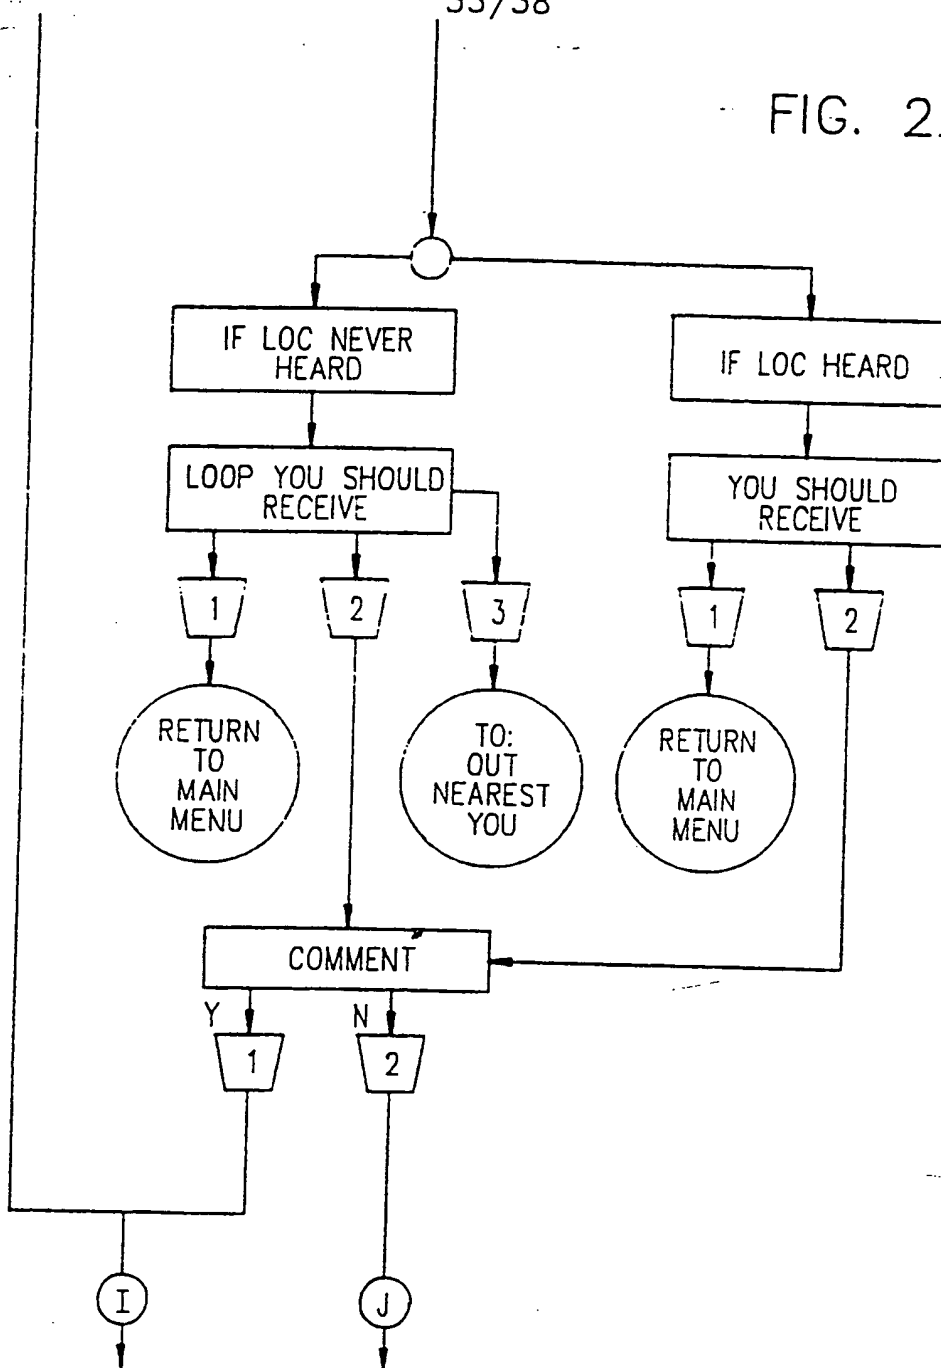 FIG. 2
IF LOC NEVER
HEARD
IF LOC HEARD
LOOP YOU SHOULD
RECEIVE
YOU SHOULD
RECEIVE
1
2
3
1
2
RETURN
TO
MAIN
MENU
TO:
OUT
NEAREST
YOU
RETURN
TO
MAIN
MENU
COMMENT
Y
N
1
2
I
J